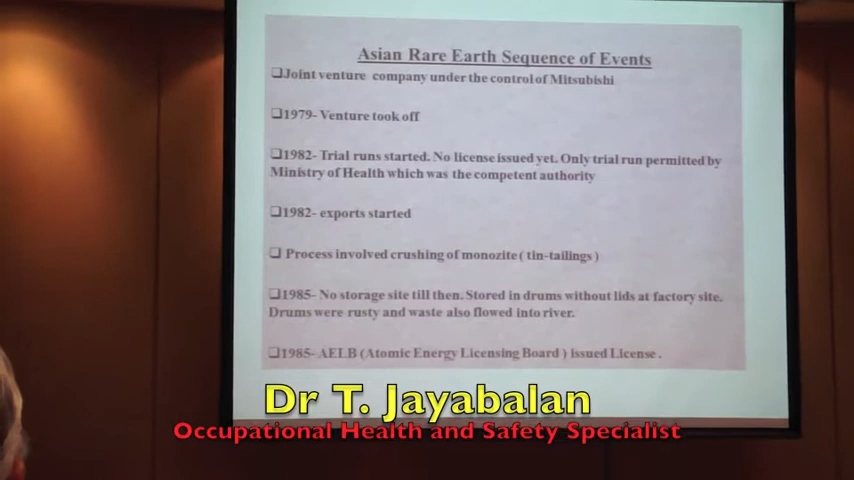 Asian Rare Earth Sequence of Events
❑Joint venture company under the control of Mitsubishi
❑1979- Venture took off
❑1982- Trial runs started. No license issued yet. Only trial run permitted by
Ministry of Health which was the competent authority
❑1982- exports started
❑ Process involved crushing of monozite ( tin-tailings )
❑1985- No storage site till then. Stored in drums without lids at factory site.
Drums were rusty and waste also flowed into river.
❑1985- AELB (Atomic Energy Licensing Board ) issued License .
Dr T. Jayabalan
Occupational Health and Safety Specialist